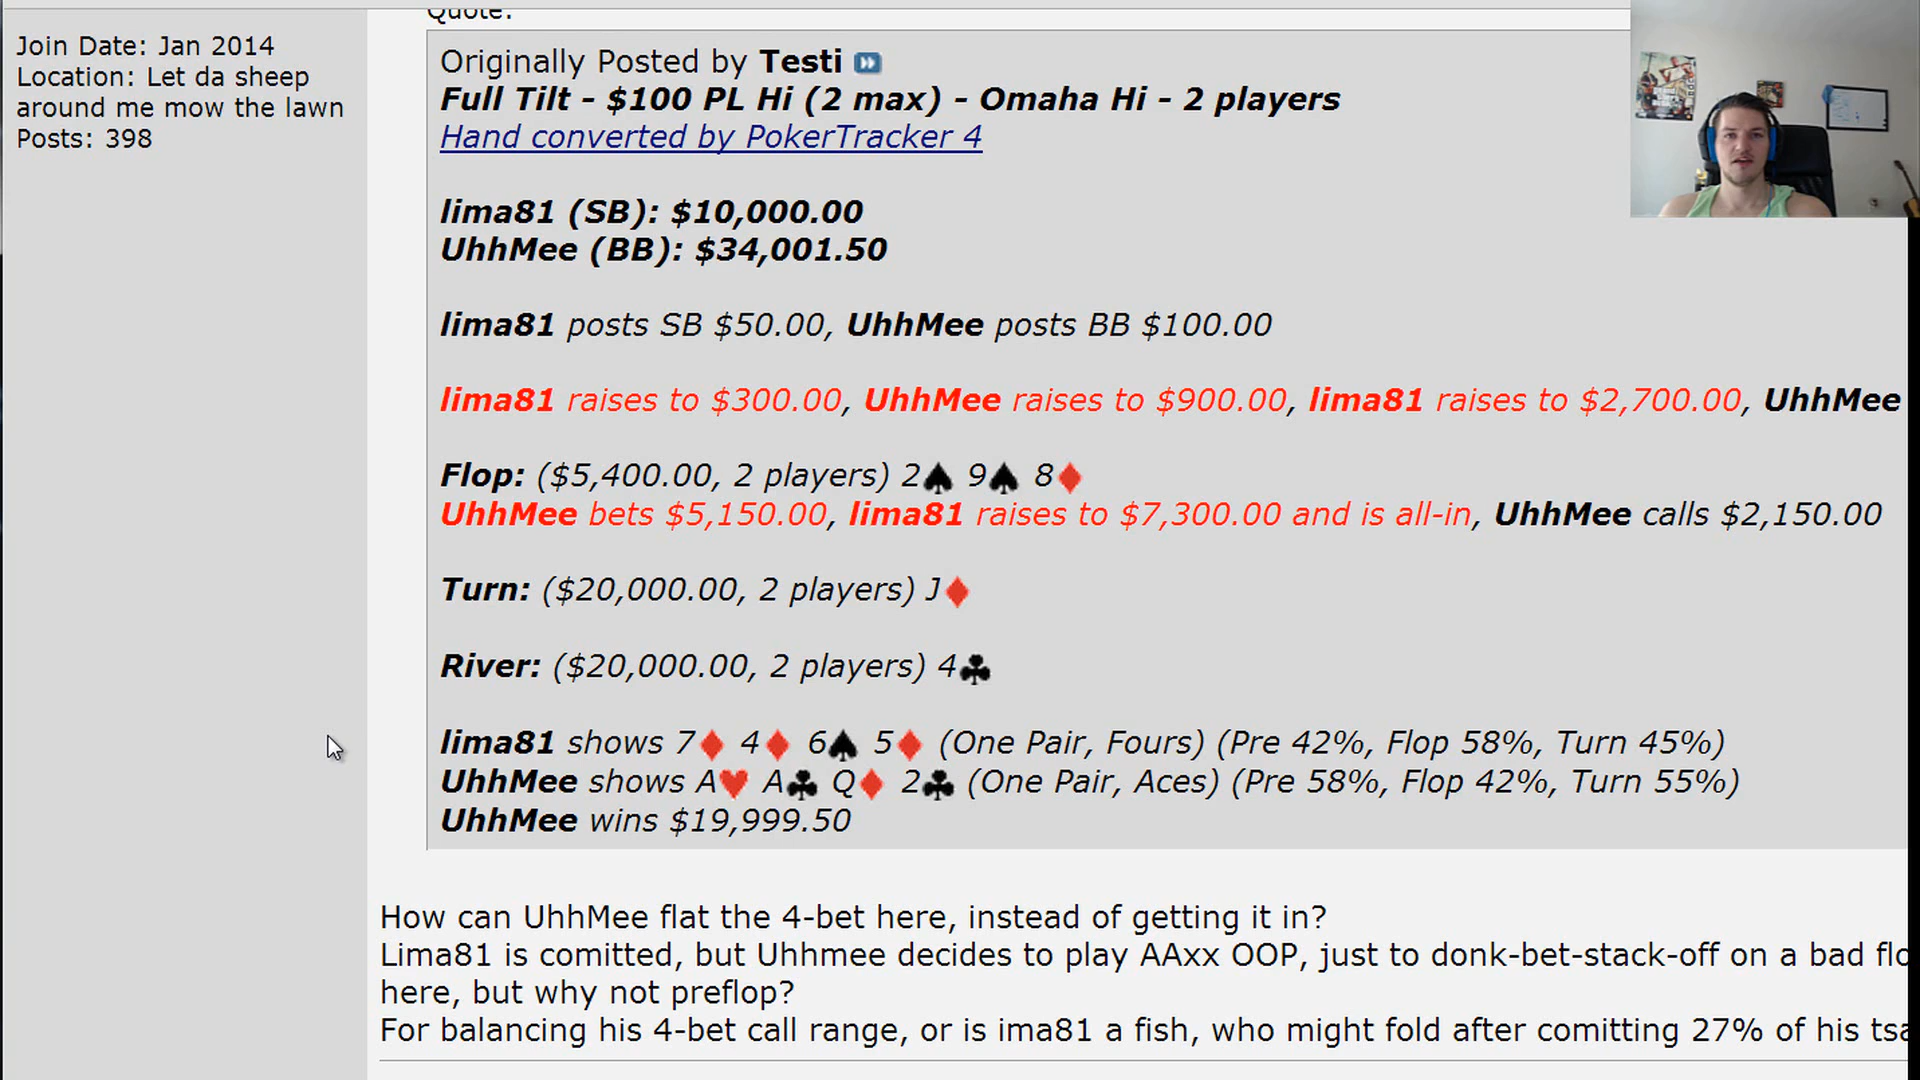 Quote:
Join Date: Jan 2014
Location: Let da sheep
around me mow the lawn
Posts: 398
Originally Posted by Testi
Full Tilt - $100 PL Hi (2 max) - Omaha Hi - 2 players
Hand converted by PokerTracker 4
lima81 (SB): $10,000.00
UhhMee (BB): $34,001.50
lima81 posts SB $50.00, UhhMee posts BB $100.00
lima81 raises to $300.00, UhhMee raises to $900.00, lima81 raises to $2,700.00, UhhMee
Flop: ($5,400.00, 2 players) 2♠ 9♠ 8♦
UhhMee bets $5,150.00, lima81 raises to $7,300.00 and is all-in, UhhMee calls $2,150.00
Turn: ($20,000.00, 2 players) J♦
River: ($20,000.00, 2 players) 4♣
lima81 shows 7♦ 4♦ 6♠ 5♦ (One Pair, Fours) (Pre 42%, Flop 58%, Turn 45%)
UhhMee shows A♥ A♣ Q♦ 2♣ (One Pair, Aces) (Pre 58%, Flop 42%, Turn 55%)
UhhMee wins $19,999.50
How can UhhMee flat the 4-bet here, instead of getting it in?
Lima81 is comitted, but Uhhmee decides to play AAxx OOP, just to donk-bet-stack-off on a bad flo
here, but why not preflop?
For balancing his 4-bet call range, or is ima81 a fish, who might fold after comitting 27% of his tsa